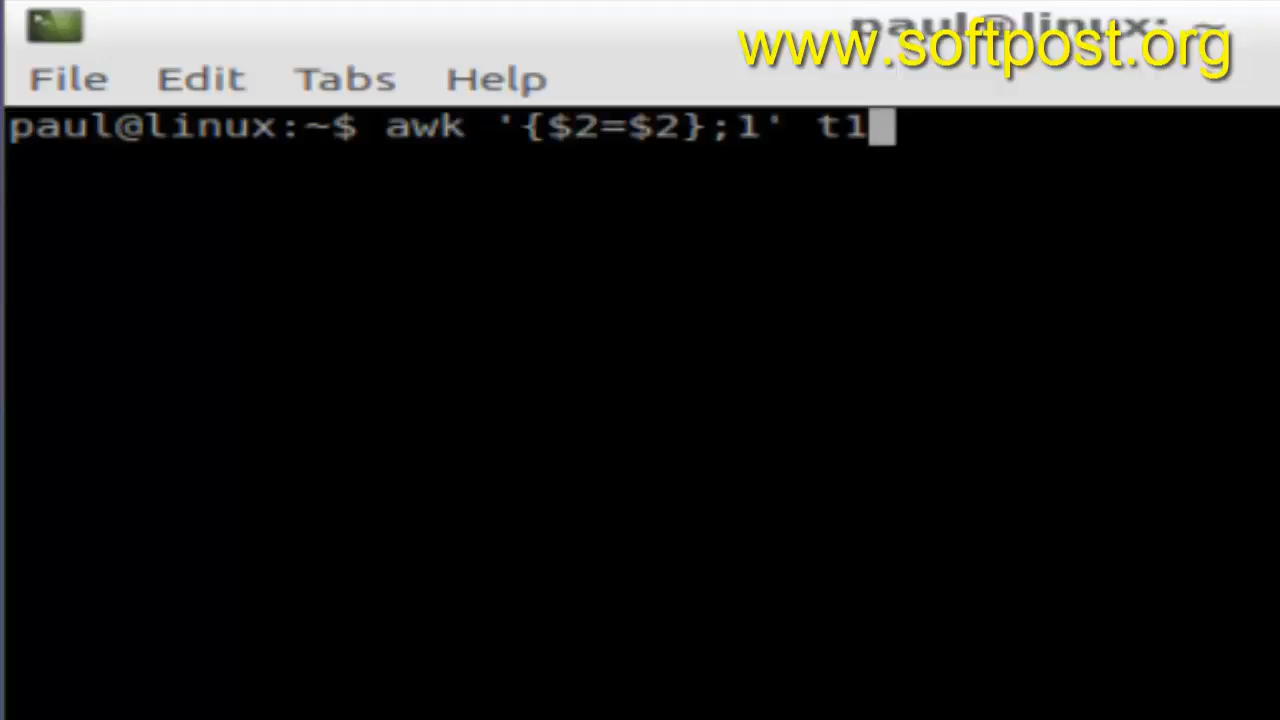 paul@linux: ~
www.softpost.org
File Edit Tabs Help
paul@linux:~$ awk '{$2=$2};1' t1